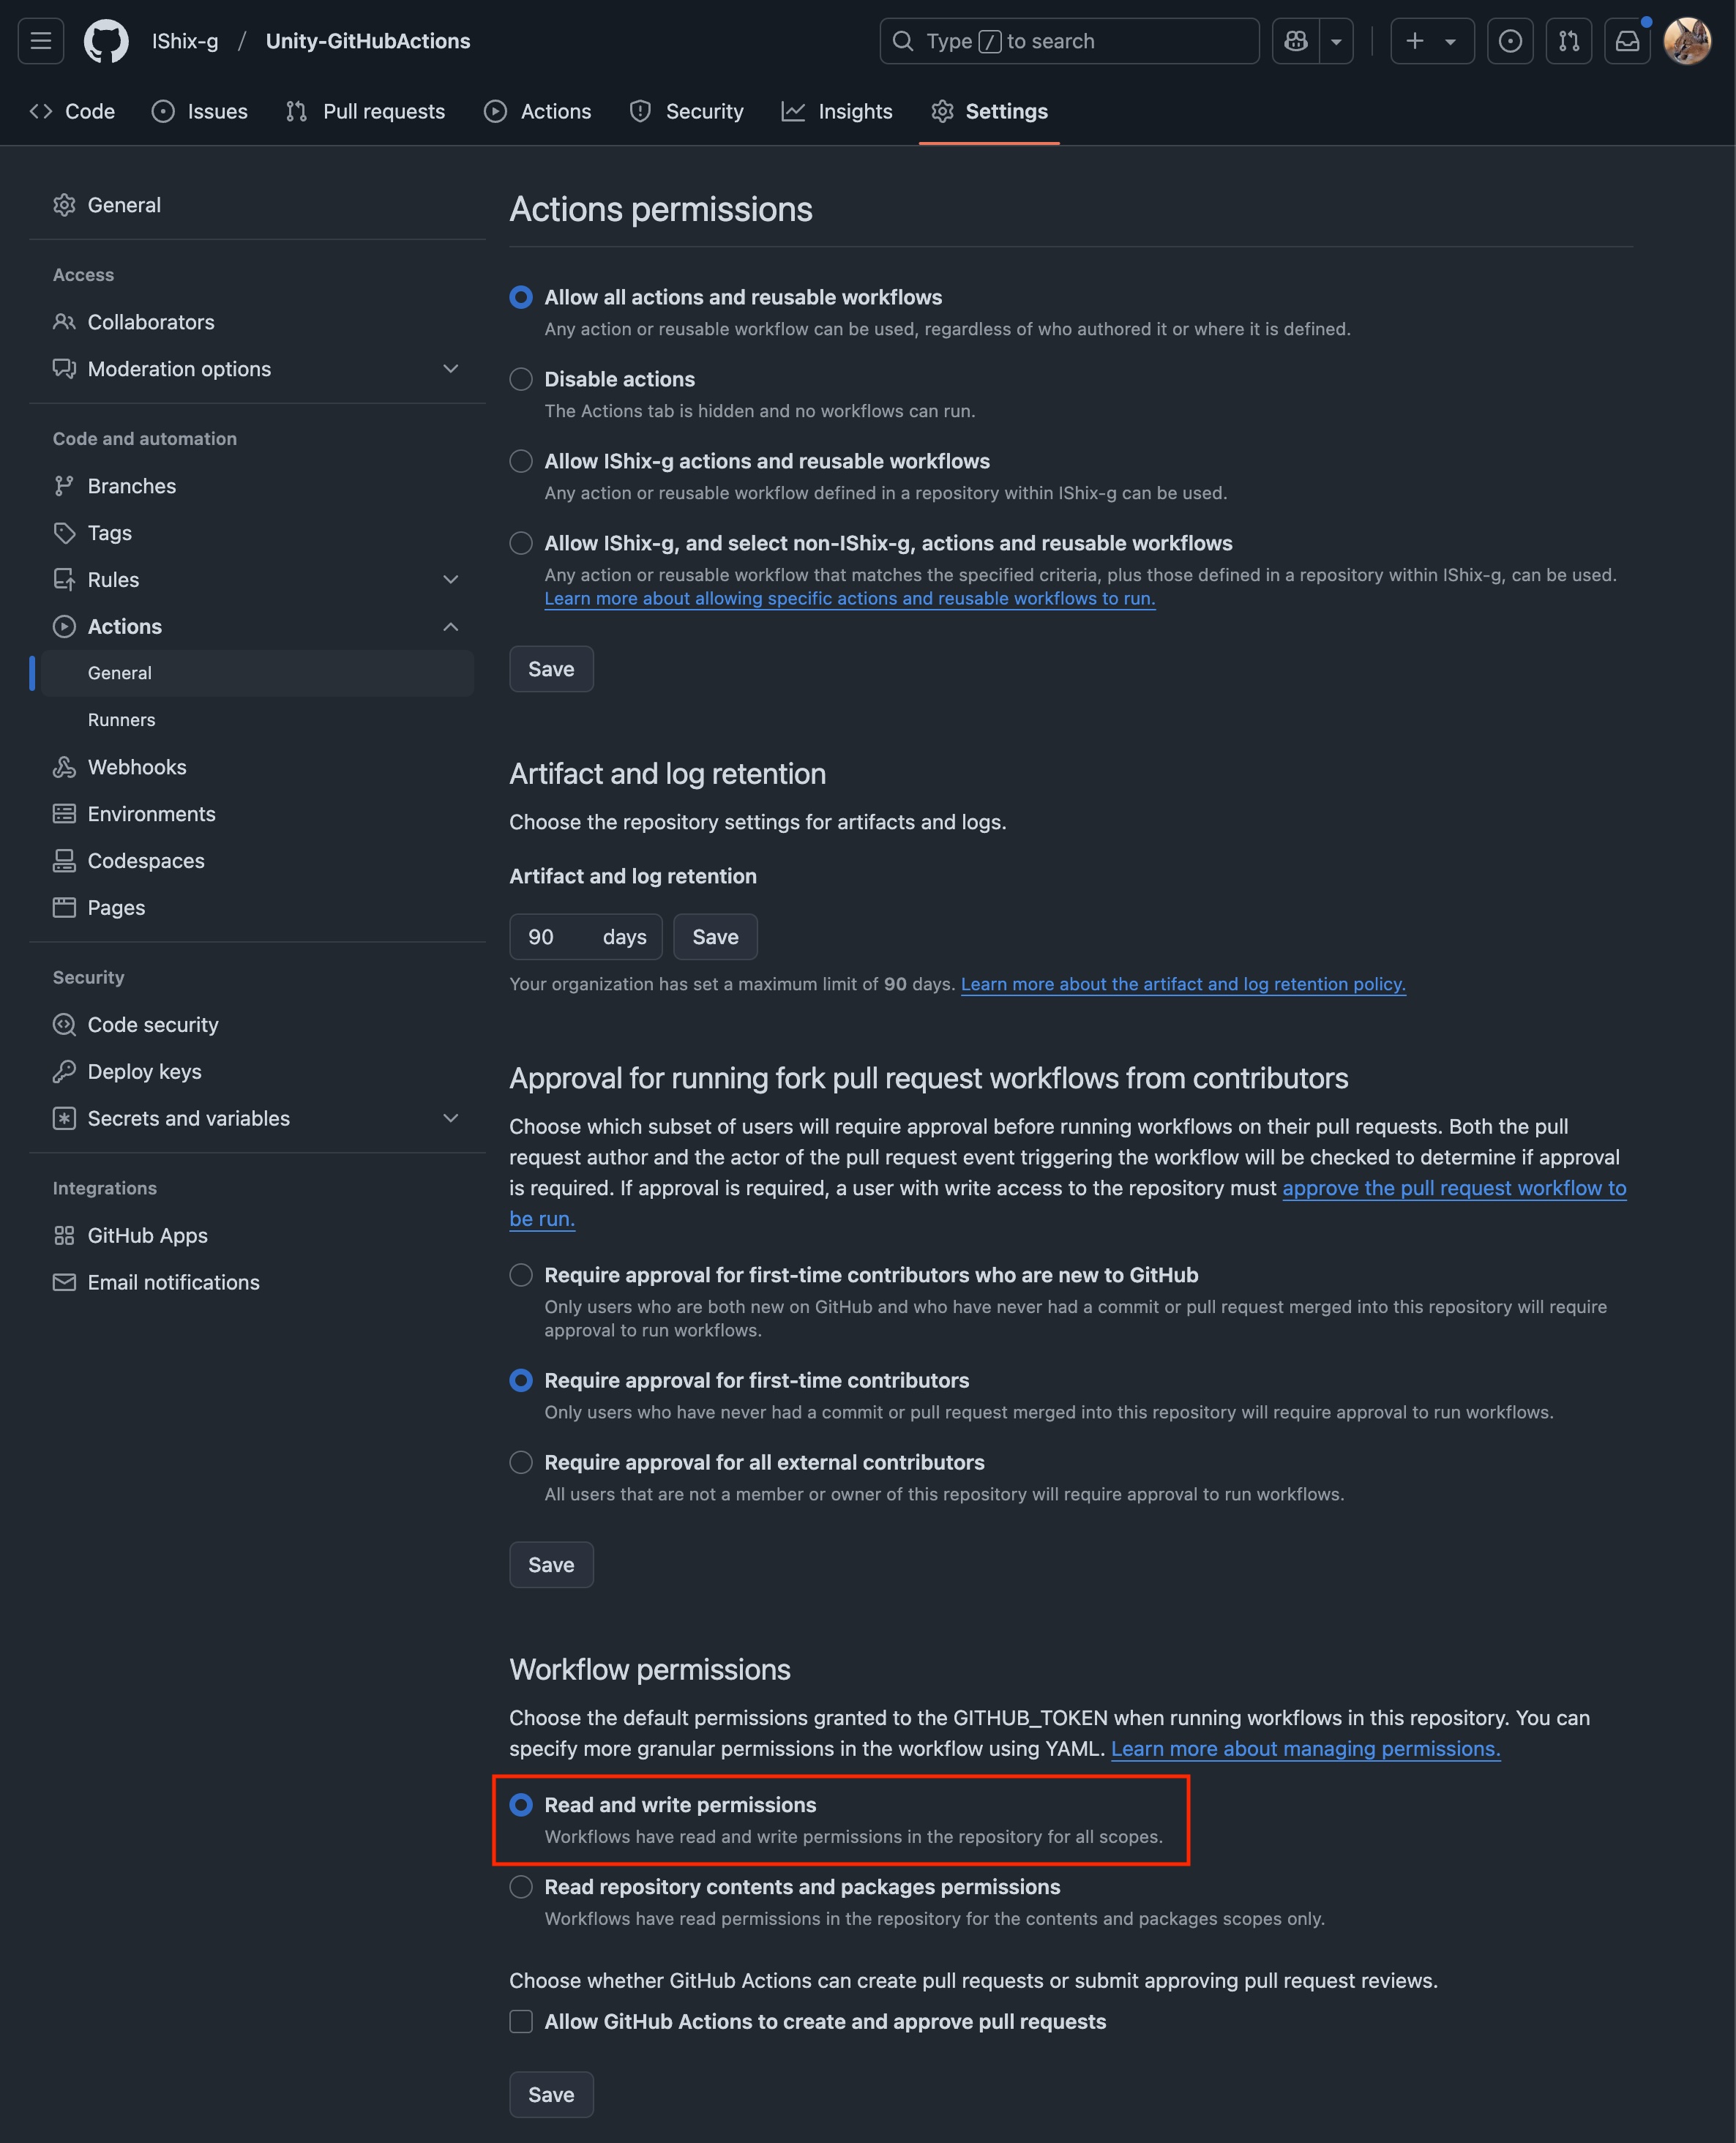 IShix-g / Unity-GitHubActions
Type / to search
Code
Issues
Pull requests
Actions
Security
Insights
Settings
General
Access
Collaborators
Moderation options
Code and automation
Branches
Tags
Rules
Actions
General
Runners
Webhooks
Environments
Codespaces
Pages
Security
Code security
Deploy keys
Secrets and variables
Integrations
GitHub Apps
Email notifications
Actions permissions
Allow all actions and reusable workflows
Any action or reusable workflow can be used, regardless of who authored it or where it is defined.
Disable actions
The Actions tab is hidden and no workflows can run.
Allow IShix-g actions and reusable workflows
Any action or reusable workflow defined in a repository within IShix-g can be used.
Allow IShix-g, and select non-IShix-g, actions and reusable workflows
Any action or reusable workflow that matches the specified criteria, plus those defined in a repository within IShix-g, can be used.
Learn more about allowing specific actions and reusable workflows to run.
Save
Artifact and log retention
Choose the repository settings for artifacts and logs.
Artifact and log retention
90 days Save
Your organization has set a maximum limit of 90 days. Learn more about the artifact and log retention policy.
Approval for running fork pull request workflows from contributors
Choose which subset of users will require approval before running workflows on their pull requests. Both the pull
request author and the actor of the pull request event triggering the workflow will be checked to determine if approval
is required. If approval is required, a user with write access to the repository must approve the pull request workflow to
be run.
Require approval for first-time contributors who are new to GitHub
Only users who are both new on GitHub and who have never had a commit or pull request merged into this repository will require
approval to run workflows.
Require approval for first-time contributors
Only users who have never had a commit or pull request merged into this repository will require approval to run workflows.
Require approval for all external contributors
All users that are not a member or owner of this repository will require approval to run workflows.
Save
Workflow permissions
Choose the default permissions granted to the GITHUB_TOKEN when running workflows in this repository. You can
specify more granular permissions in the workflow using YAML. Learn more about managing permissions.
Read and write permissions
Workflows have read and write permissions in the repository for all scopes.
Read repository contents and packages permissions
Workflows have read permissions in the repository for the contents and packages scopes only.
Choose whether GitHub Actions can create pull requests or submit approving pull request reviews.
Allow GitHub Actions to create and approve pull requests
Save